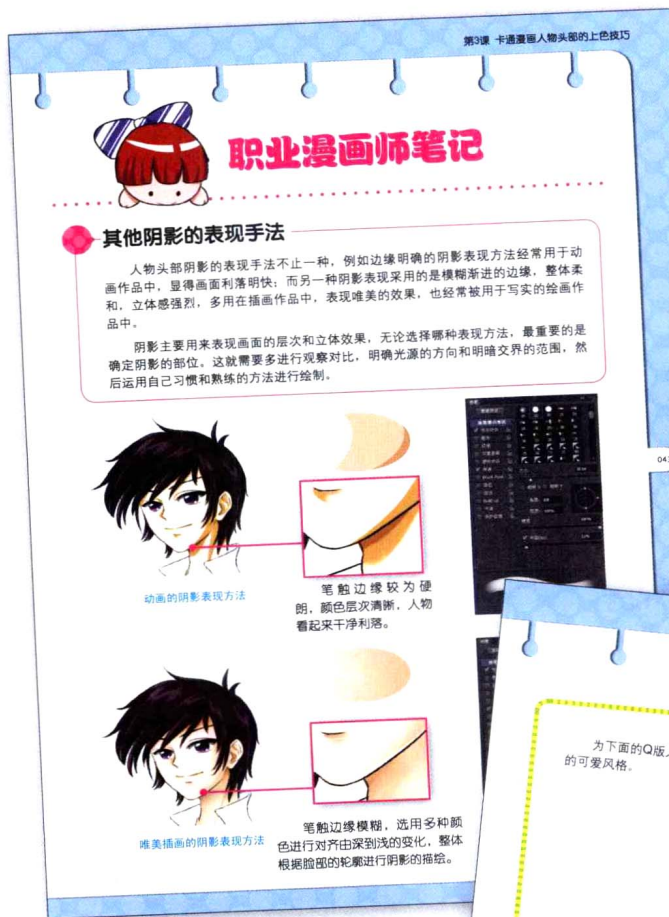 第3课 卡通漫画人物头部的上色技巧
职业漫画师笔记
其他阴影的表现手法
人物头部阴影的表现手法不止一种，例如边缘明确的阴影表现方法经常用于动
画作品中，显得画面利落明快；而另一种阴影表现采用的是模糊渐进的边缘，整体柔
和，立体感强烈，多用在插画作品中，表现唯美的效果，也经常被用于写实的绘画作
品中。
阴影主要用来表现画面的层次和立体效果，无论选择哪种表现方法，最重要的是
确定阴影的部位。这就需要多进行观察对比，明确光源的方向和明暗交界的范围，然
后运用自己习惯和熟练的方法进行绘制。
动画的阴影表现方法
笔触边缘较为硬
朗，颜色层次清晰，人物
看起来干净利落。
唯美插画的阴影表现方法
笔触边缘模糊，选用多种颜
色进行对齐由深到浅的变化，整体
根据脸部的轮廓进行阴影的描绘。
为下面的Q版
的可爱风格。